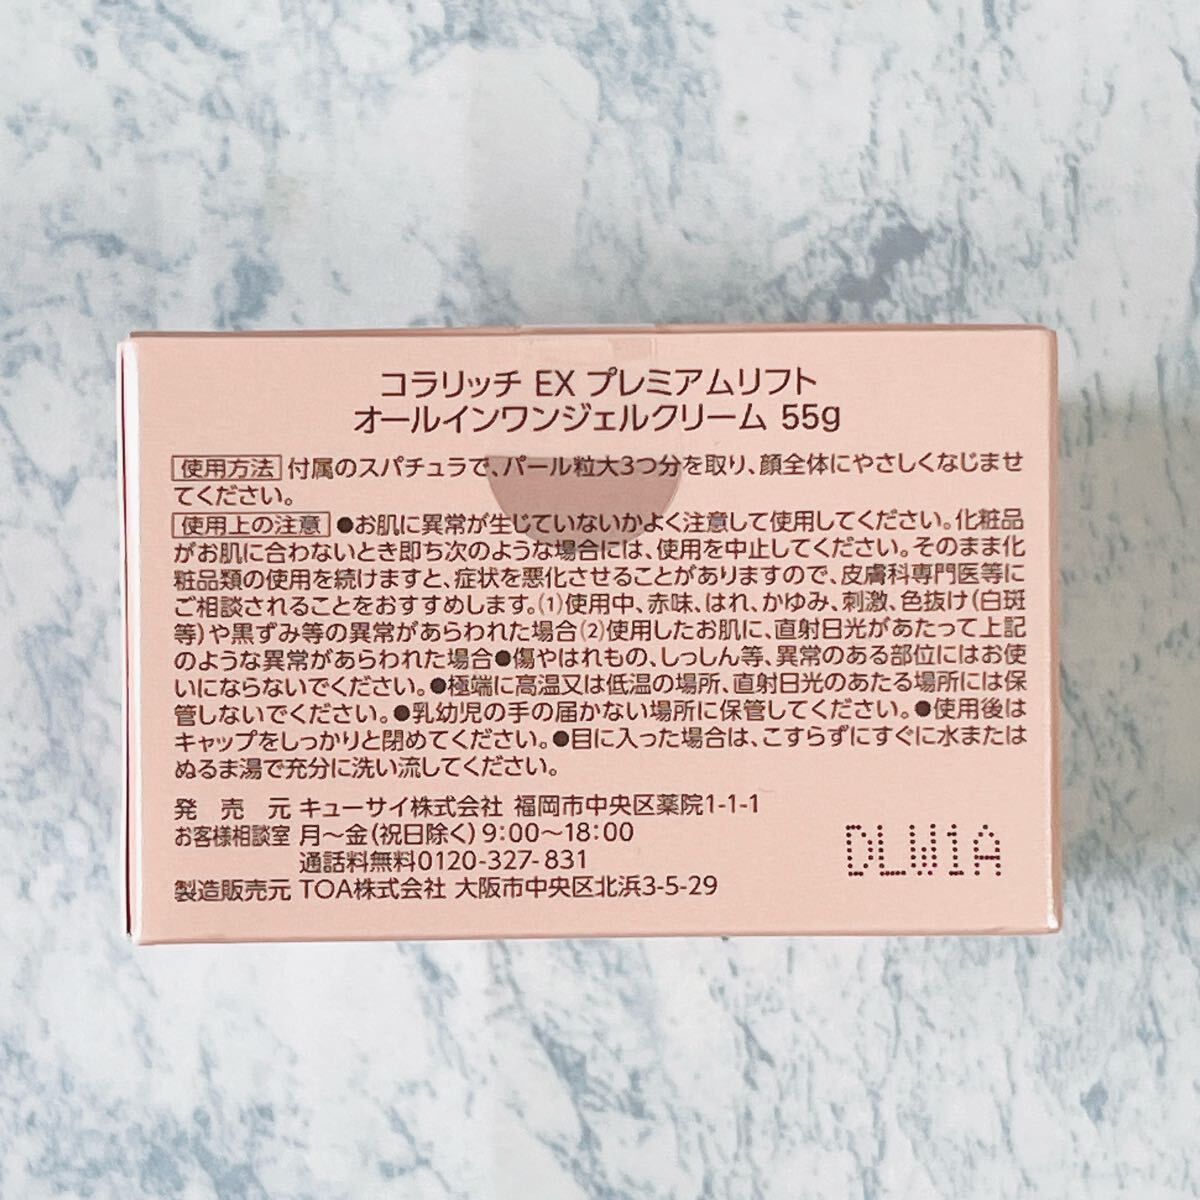 コラリッチ EX プレミアムリフト
オールインワンジェルクリーム 55g
使用方法 付属のスパチュラで、パール粒大3つ分を取り、顔全体にやさしくなじませ
てください。
使用上の注意 ●お肌に異常が生じていないかよく注意して使用してください。化粧品
がお肌に合わないとき即ち次のような場合には、使用を中止してください。そのまま化
粧品類の使用を続けますと、症状を悪化させることがありますので、皮膚科専門医等に
ご相談されることをおすすめします。(1)使用中、赤味、はれ、かゆみ、刺激、色抜け(白斑
等)や黒ずみ等の異常があらわれた場合(2)使用したお肌に、直射日光があたって上記
のような異常があらわれた場合●傷やはれもの、しっしん等、異常のある部位にはお使
いにならないでください。●極端に高温又は低温の場所、直射日光のあたる場所には保
管しないでください。●乳幼児の手の届かない場所に保管してください。●使用後は
キャップをしっかりと閉めてください。●目に入った場合は、こすらずにすぐに水または
ぬるま湯で充分に洗い流してください。
発売元 キューサイ株式会社 福岡市中央区薬院1-1-1
お客様相談室 月〜金(祝日除く)9:00〜18:00
通話料無料0120-327-831
製造販売元 TOA株式会社 大阪市中央区北浜3-5-29
DLW1A